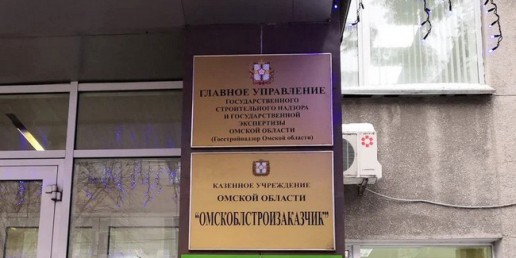 ГЛАВНОЕ УПРАВЛЕНИЕ
ГОСУДАРСТВЕННОГО
СТРОИТЕЛЬНОГО НАДЗОРА
И ГОСУДАРСТВЕННОЙ
ЭКСПЕРТИЗЫ
ОМСКОЙ ОБЛАСТИ
(Госстройнадзор Омской области)
КАЗЕННОЕ УЧРЕЖДЕНИЕ
ОМСКОЙ ОБЛАСТИ
"ОМСКОБЛСТРОЙЗАКАЗЧИК"